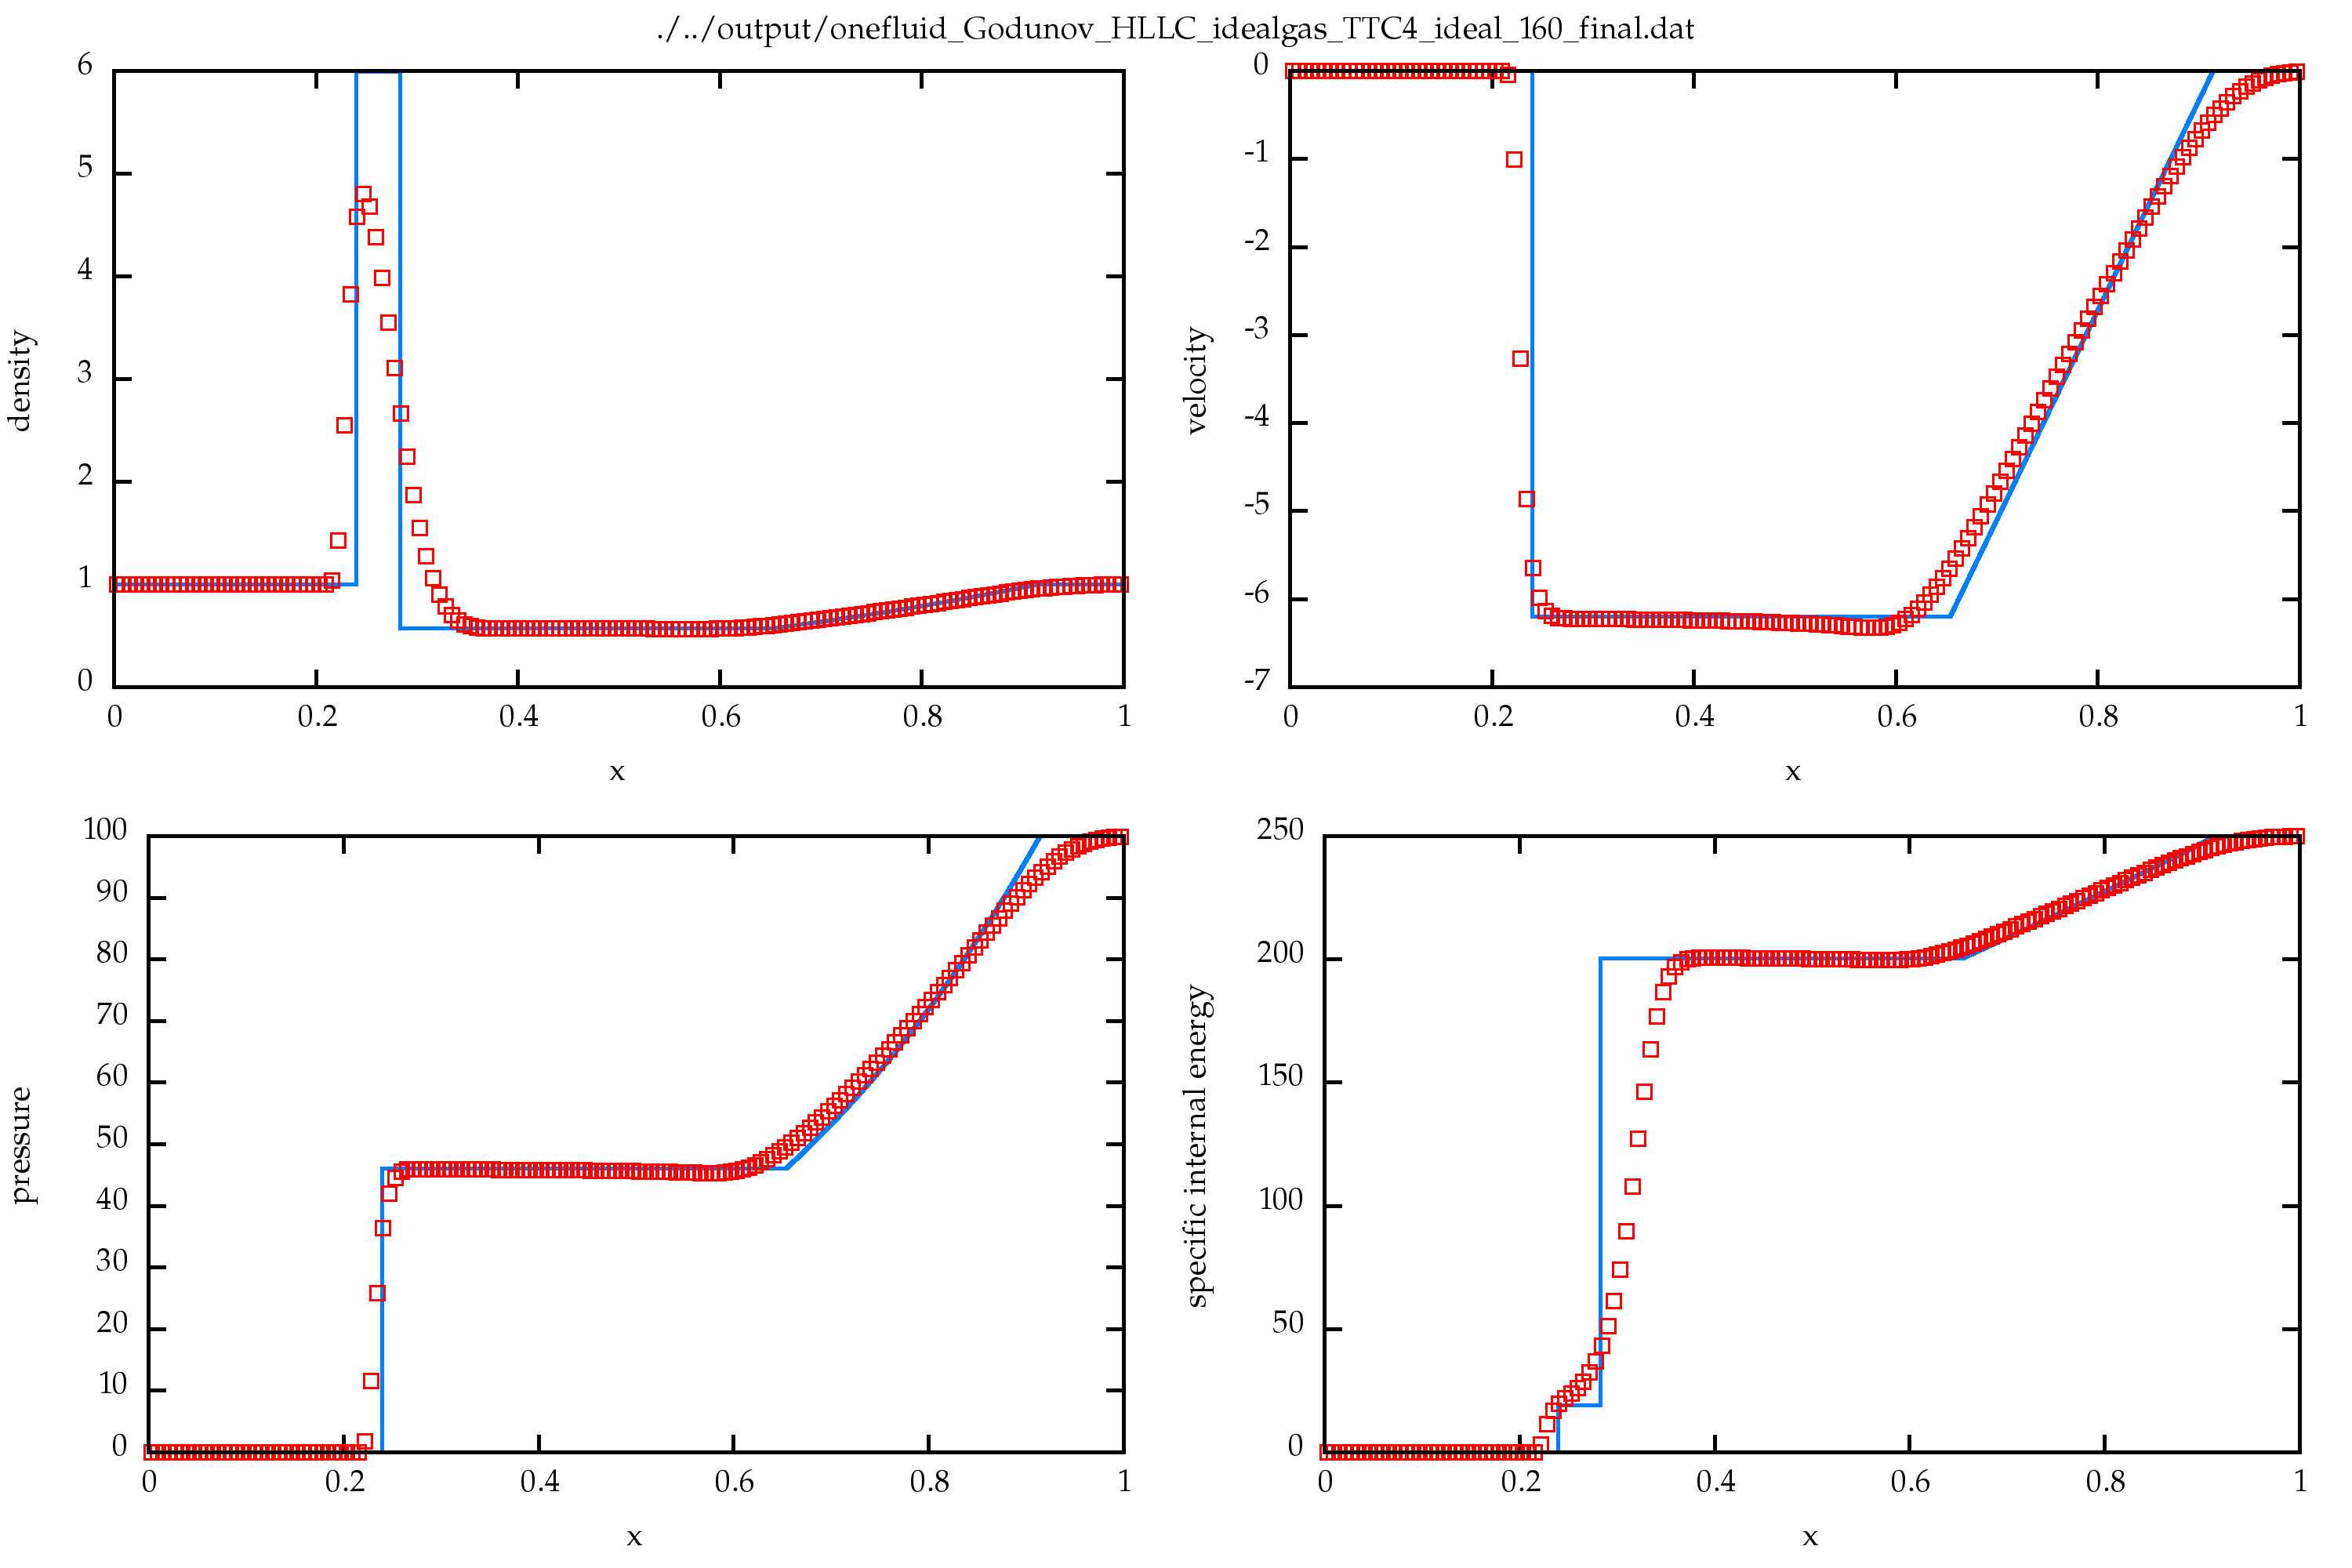 ./../output/onefluid_Godunov_HLLC_idealgas_TTC4_ideal_160_final.dat
6
5
4
3
2
1
0
density
0 0.2 0.4 0.6 0.8 1
x
0
-1
-2
-3
-4
-5
-6
-7
velocity
0 0.2 0.4 0.6 0.8 1
x
100
90
80
70
60
50
40
30
20
10
0
pressure
0 0.2 0.4 0.6 0.8 1
x
250
200
150
100
50
0
specific internal energy
0 0.2 0.4 0.6 0.8 1
x